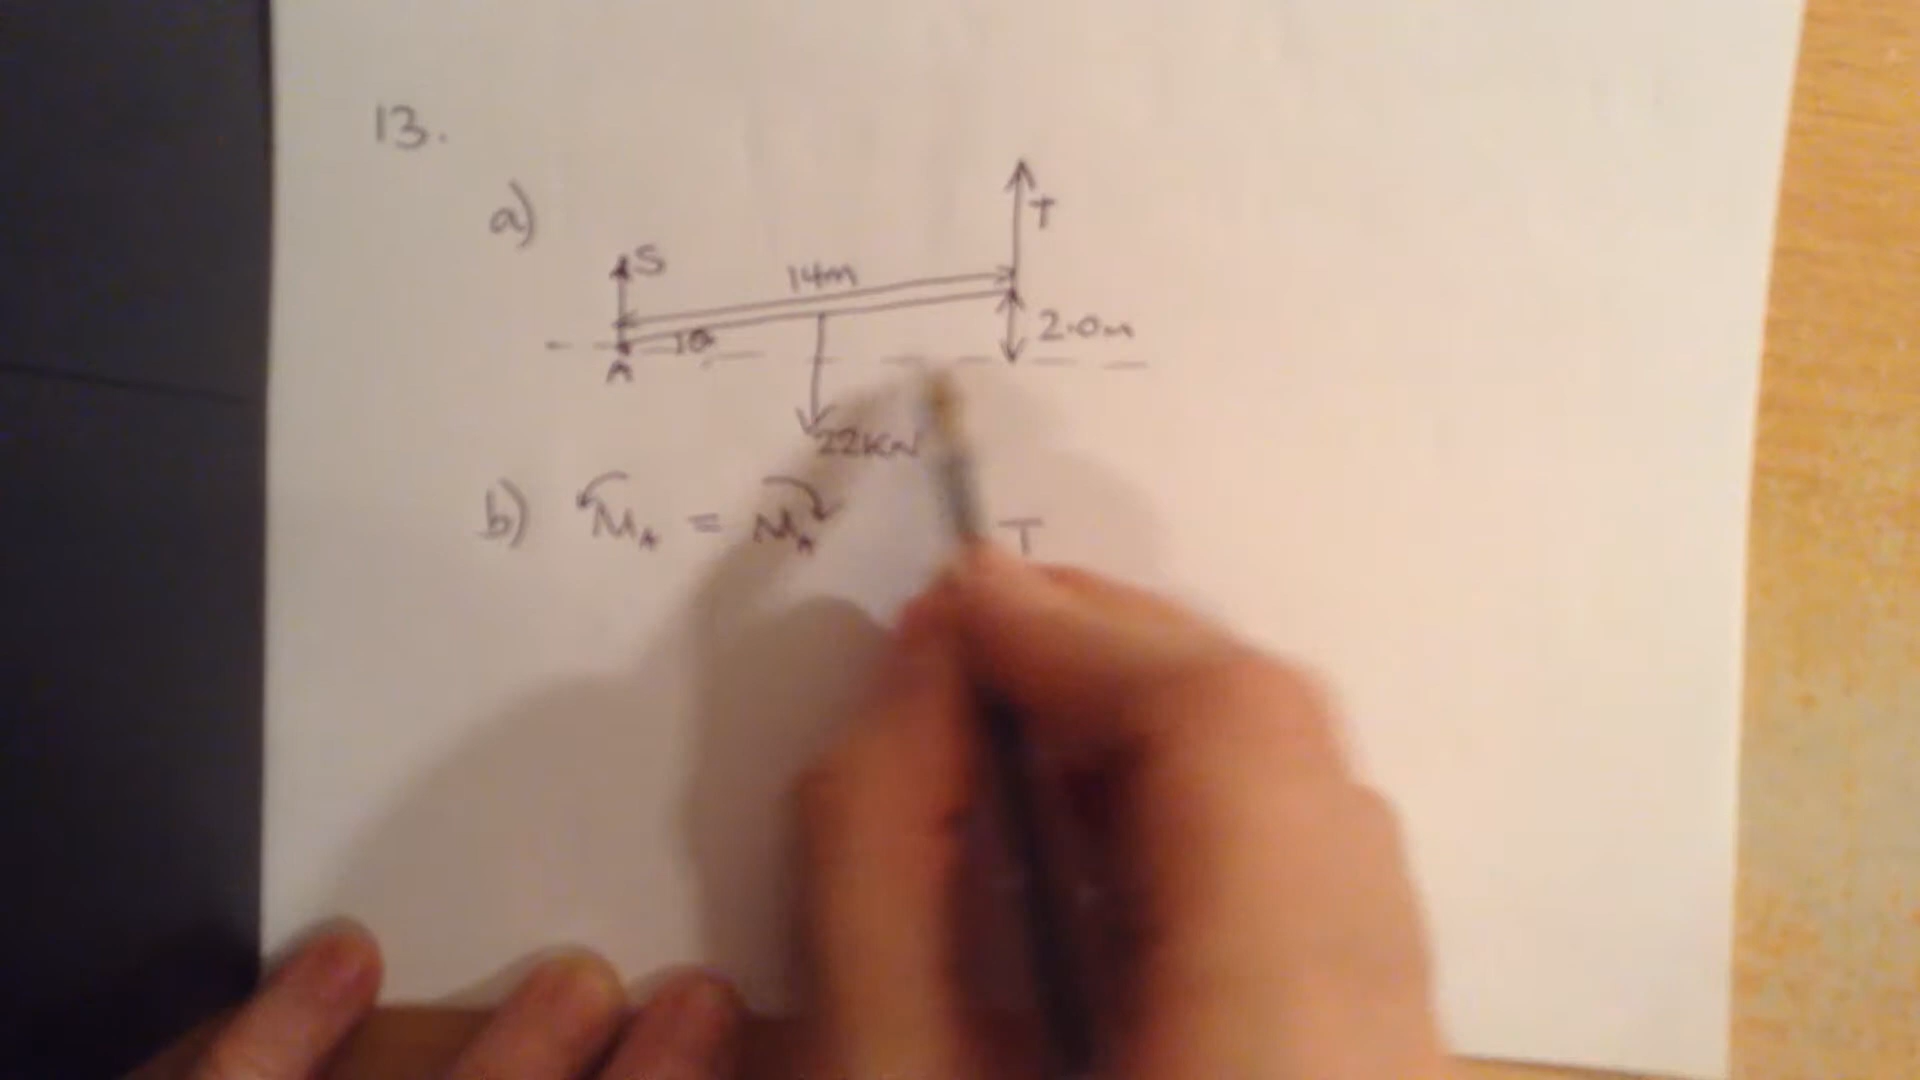 13.
a)
T
S
14m
2.0m
θ
A
22KN
b) M_A = M_A T